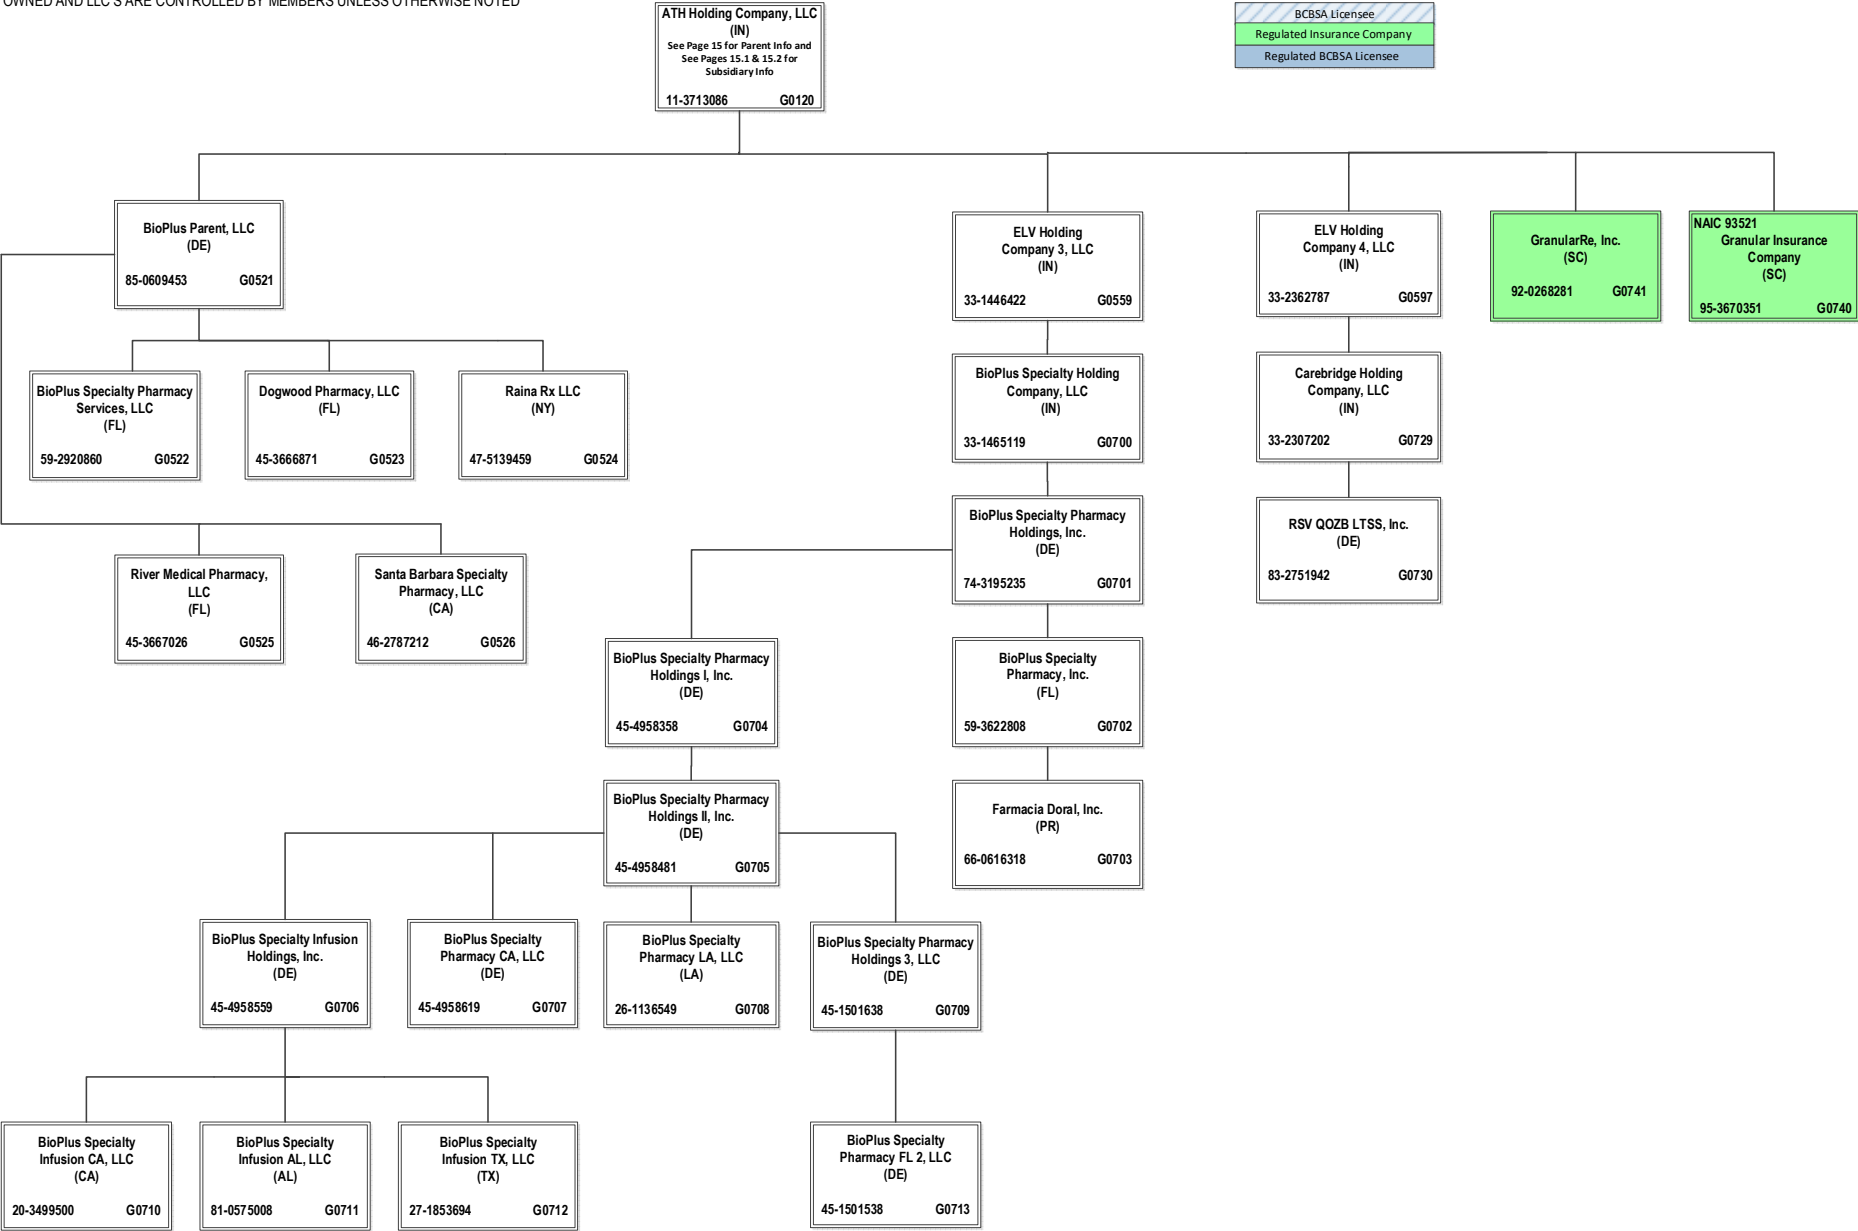 OWNED AND LLC'S ARE CONTROLLED BY MEMBERS UNLESS OTHERWISE NOTED
ATH Holding Company, LLC
(IN)
See Page 15 for Parent Info and
See Pages 15.1 & 15.2 for
Subsidiary Info
11-3713086 G0120
BCBSA Licensee
Regulated Insurance Company
Regulated BCBSA Licensee
BioPlus Parent, LLC
(DE)
85-0609453 G0521
ELV Holding
Company 3, LLC
(IN)
33-1446422 G0559
ELV Holding
Company 4, LLC
(IN)
33-2362787 G0597
GranularRe, Inc.
(SC)
92-0268281 G0741
NAIC 93521
Granular Insurance
Company
(SC)
95-3670351 G0740
BioPlus Specialty Pharmacy
Services, LLC
(FL)
59-2920860 G0522
Dogwood Pharmacy, LLC
(FL)
45-3666871 G0523
Raina Rx LLC
(NY)
47-5139459 G0524
BioPlus Specialty Holding
Company, LLC
(IN)
33-1465119 G0700
Carebridge Holding
Company, LLC
(IN)
33-2307202 G0729
BioPlus Specialty Pharmacy
Holdings, Inc.
(DE)
74-3195235 G0701
RSV QOZB LTSS, Inc.
(DE)
83-2751942 G0730
River Medical Pharmacy,
LLC
(FL)
45-3667026 G0525
Santa Barbara Specialty
Pharmacy, LLC
(CA)
46-2787212 G0526
BioPlus Specialty Pharmacy
Holdings I, Inc.
(DE)
45-4958358 G0704
BioPlus Specialty
Pharmacy, Inc.
(FL)
59-3622808 G0702
BioPlus Specialty Pharmacy
Holdings II, Inc.
(DE)
45-4958481 G0705
Farmacia Doral, Inc.
(PR)
66-0616318 G0703
BioPlus Specialty Infusion
Holdings, Inc.
(DE)
45-4958559 G0706
BioPlus Specialty
Pharmacy CA, LLC
(DE)
45-4958619 G0707
BioPlus Specialty
Pharmacy LA, LLC
(LA)
26-1136549 G0708
BioPlus Specialty Pharmacy
Holdings 3, LLC
(DE)
45-1501638 G0709
BioPlus Specialty
Infusion CA, LLC
(CA)
20-3499500 G0710
BioPlus Specialty
Infusion AL, LLC
(AL)
81-0575008 G0711
BioPlus Specialty
Infusion TX, LLC
(TX)
27-1853694 G0712
BioPlus Specialty
Pharmacy FL 2, LLC
(DE)
45-1501538 G0713